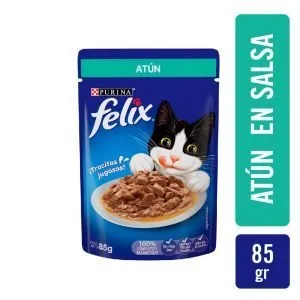 ATÚN
PURINA
felix
¡Trocitos
jugosos!
100%
85g
ATÚN EN SALSA
85
gr